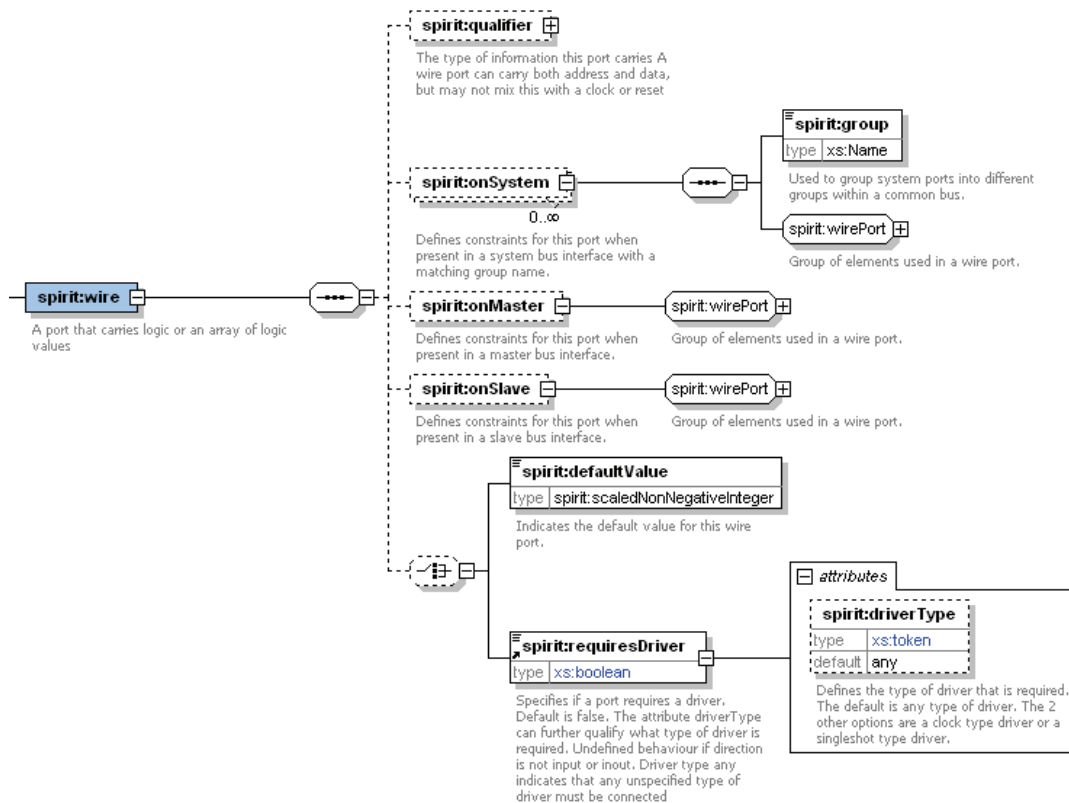 spirit:qualifier
The type of information this port carries A
wire port can carry both address and data,
but may not mix this with a clock or reset
spirit:group
type xs:Name
Used to group system ports into different
groups within a common bus.
spirit:onSystem
0..∞
Defines constraints for this port when
present in a system bus interface with a
matching group name.
spirit:wirePort
Group of elements used in a wire port.
spirit:wire
A port that carries logic or an array of logic
values
spirit:onMaster
Defines constraints for this port when
present in a master bus interface.
spirit:wirePort
Group of elements used in a wire port.
spirit:onSlave
Defines constraints for this port when
present in a slave bus interface.
spirit:wirePort
Group of elements used in a wire port.
spirit:defaultValue
type spirit:scaledNonNegativeInteger
Indicates the default value for this wire
port.
spirit:requiresDriver
type xs:boolean
Specifies if a port requires a driver.
Default is false. The attribute driverType
can further qualify what type of driver is
required. Undefined behaviour if direction
is not input or inout. Driver type any
indicates that any unspecified type of
driver must be connected
attributes
spirit:driverType
type xs:token
default any
Defines the type of driver that is required.
The default is any type of driver. The 2
other options are a clock type driver or a
singleshot type driver.